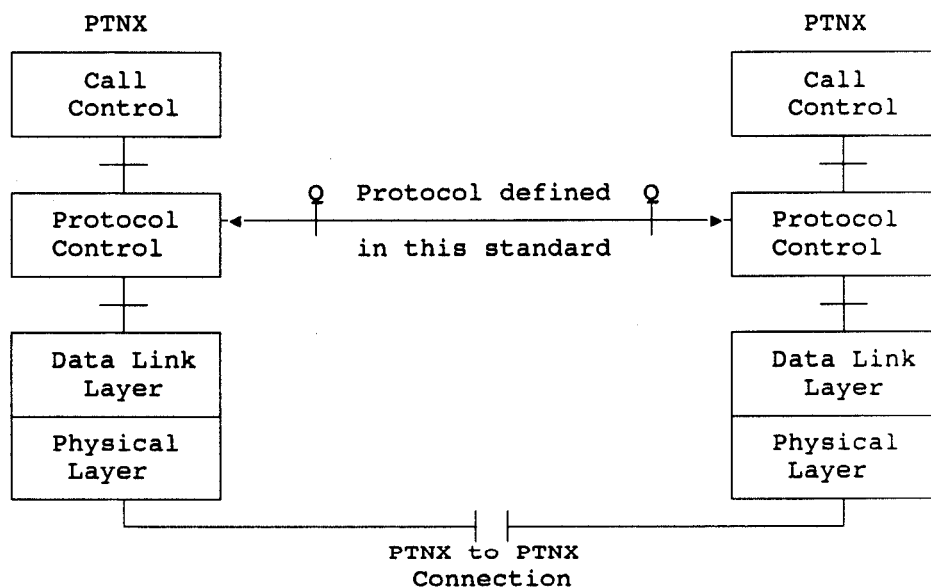 PTNX
PTNX
Call
Control
Call
Control
Q Protocol defined Q
in this standard
Protocol
Control
Protocol
Control
Data Link
Layer
Data Link
Layer
Physical
Layer
Physical
Layer
PTNX to PTNX
Connection